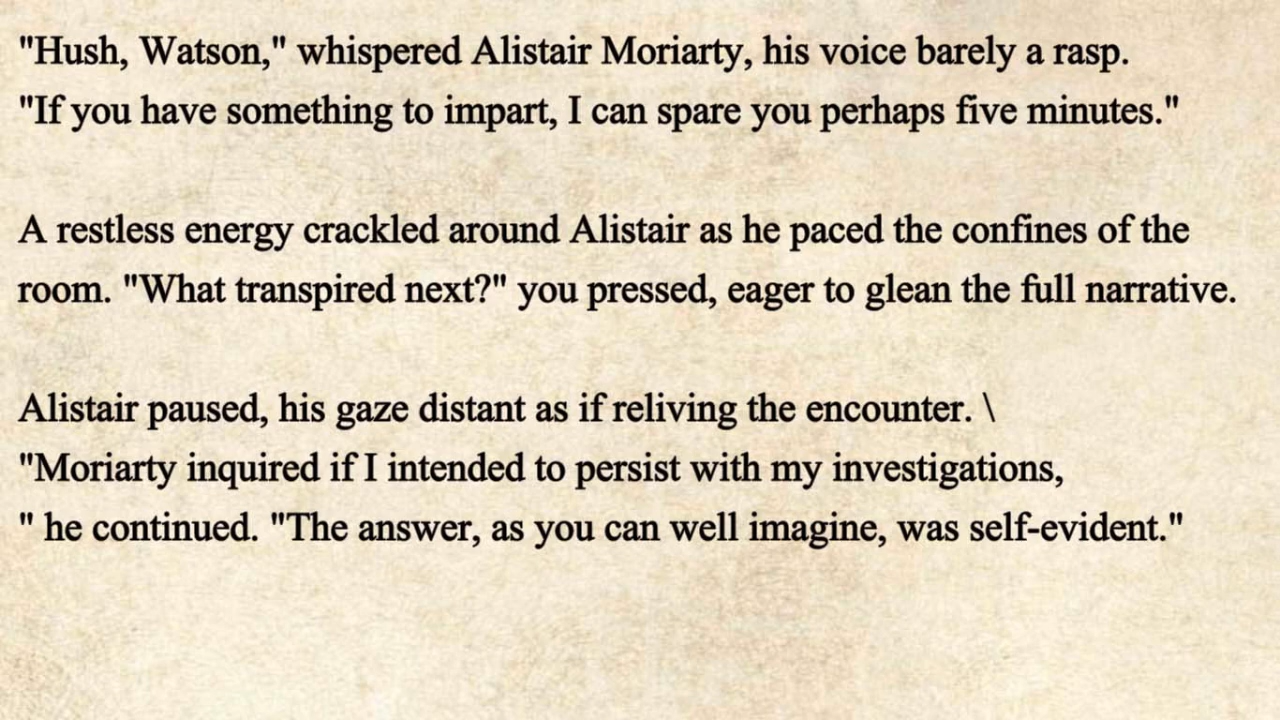 "Hush, Watson," whispered Alistair Moriarty, his voice barely a rasp.
"If you have something to impart, I can spare you perhaps five minutes."
A restless energy crackled around Alistair as he paced the confines of the
room. "What transpired next?" you pressed, eager to glean the full narrative.
Alistair paused, his gaze distant as if reliving the encounter. \
"Moriarty inquired if I intended to persist with my investigations,
" he continued. "The answer, as you can well imagine, was self-evident."